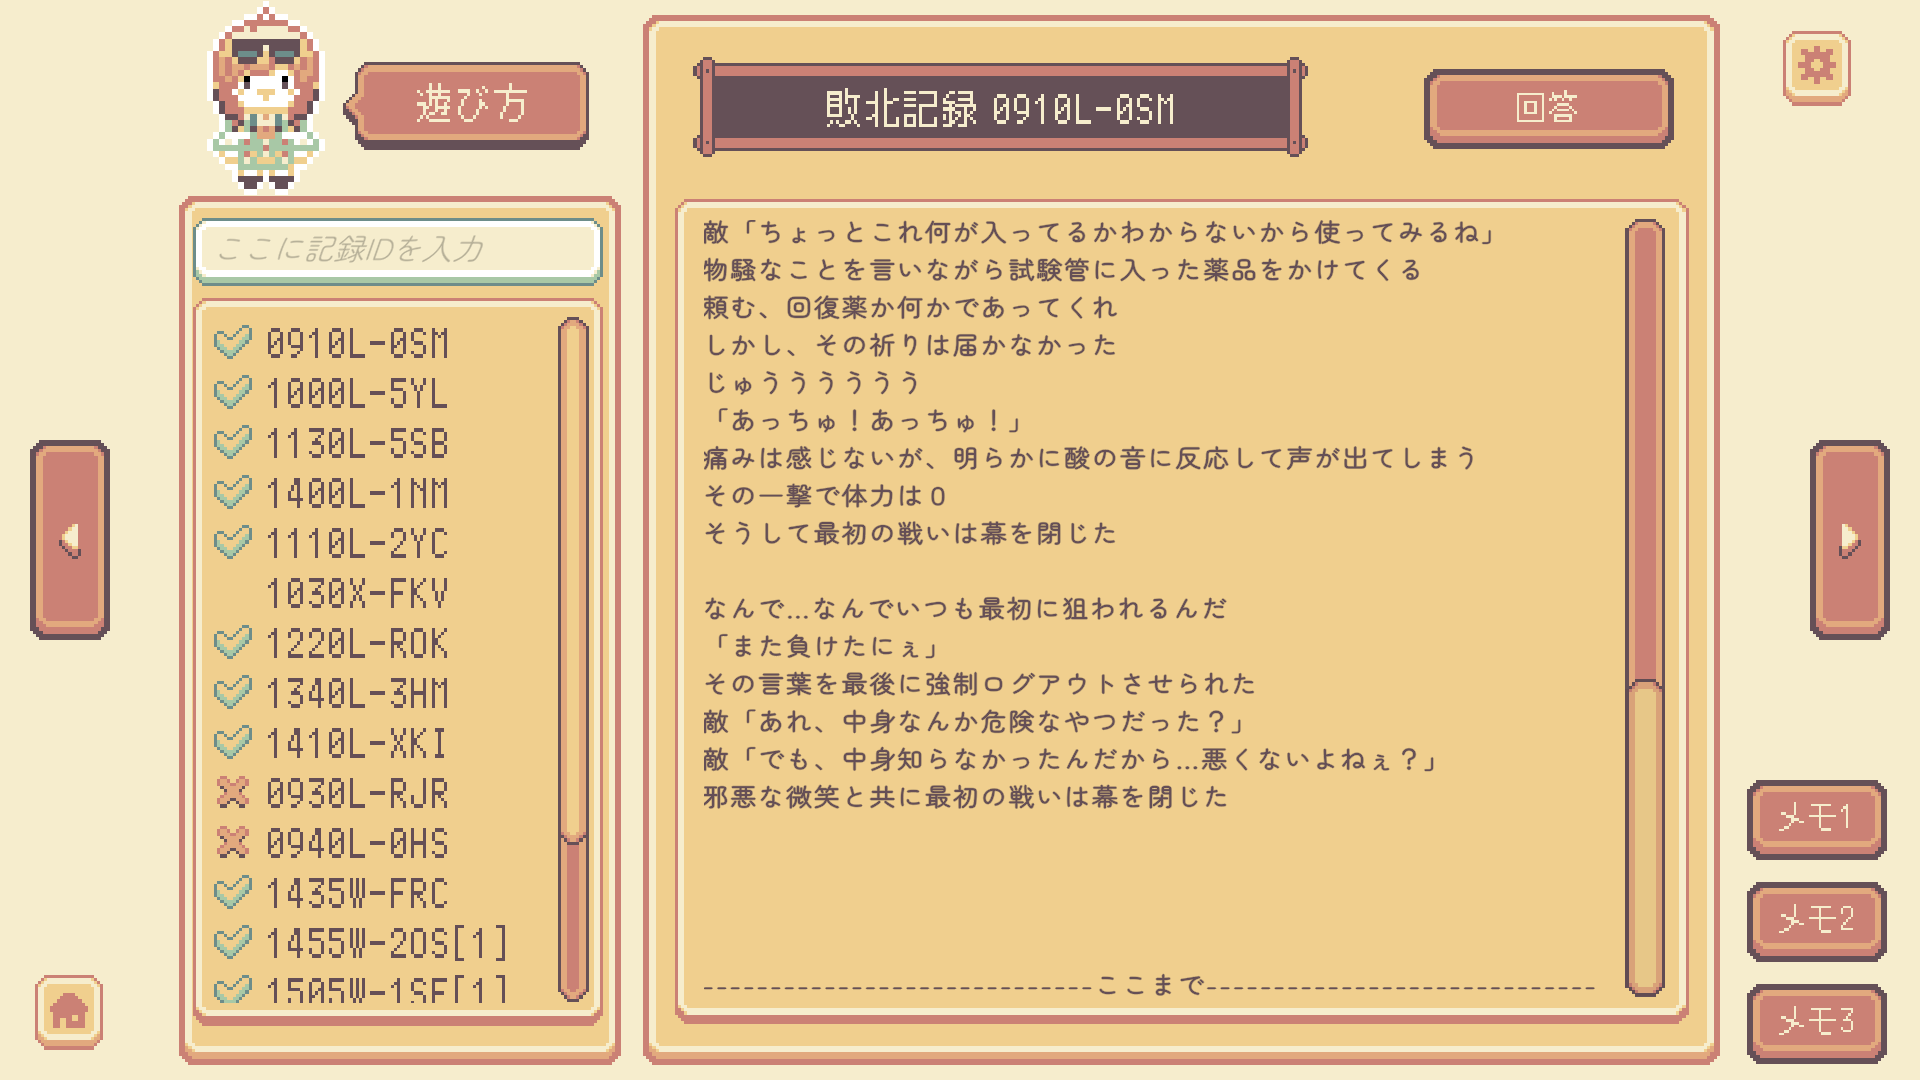 遊び方
ここに記録IDを入力
0910L-0SM
1000L-5YL
1130L-5SB
1400L-1NM
1110L-2YC
1030X-FKV
1220L-ROK
1340L-3HM
1410L-XKI
0930L-RJR
0940L-0HS
1435W-FRC
1455W-2OS[1]
1505W-1SF[1]
敗北記録 0910L-0SM
回答
敵「ちょっとこれ何が入ってるかわからないから使ってみるね」
物騒なことを言いながら試験管に入った薬品をかけてくる
頼む、回復薬か何かであってくれ
しかし、その祈りは届かなかった
じゅうううううう
「あっちゅ！あっちゅ！」
痛みは感じないが、明らかに酸の音に反応して声が出てしまう
その一撃で体力は０
そうして最初の戦いは幕を閉じた
なんで…なんでいつも最初に狙われるんだ
「また負けたにぇ」
その言葉を最後に強制ログアウトさせられた
敵「あれ、中身なんか危険なやつだった？」
敵「でも、中身知らなかったんだから…悪くないよねぇ？」
邪悪な微笑と共に最初の戦いは幕を閉じた
------------------------------ここまで------------------------------
メモ1
メモ2
メモ3